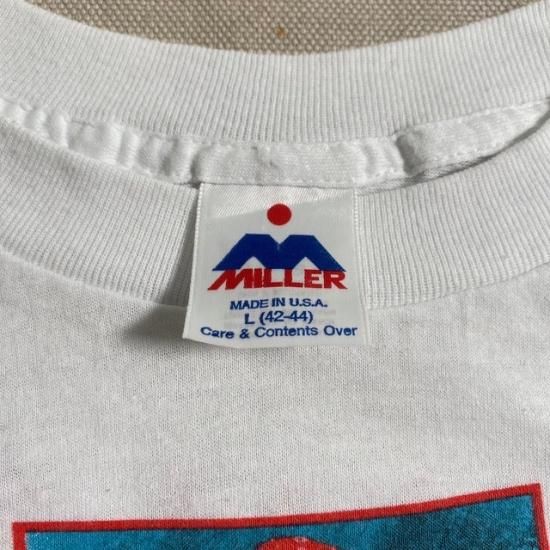 MILLER
MADE IN U.S.A.
L (42-44)
Care & Contents Over